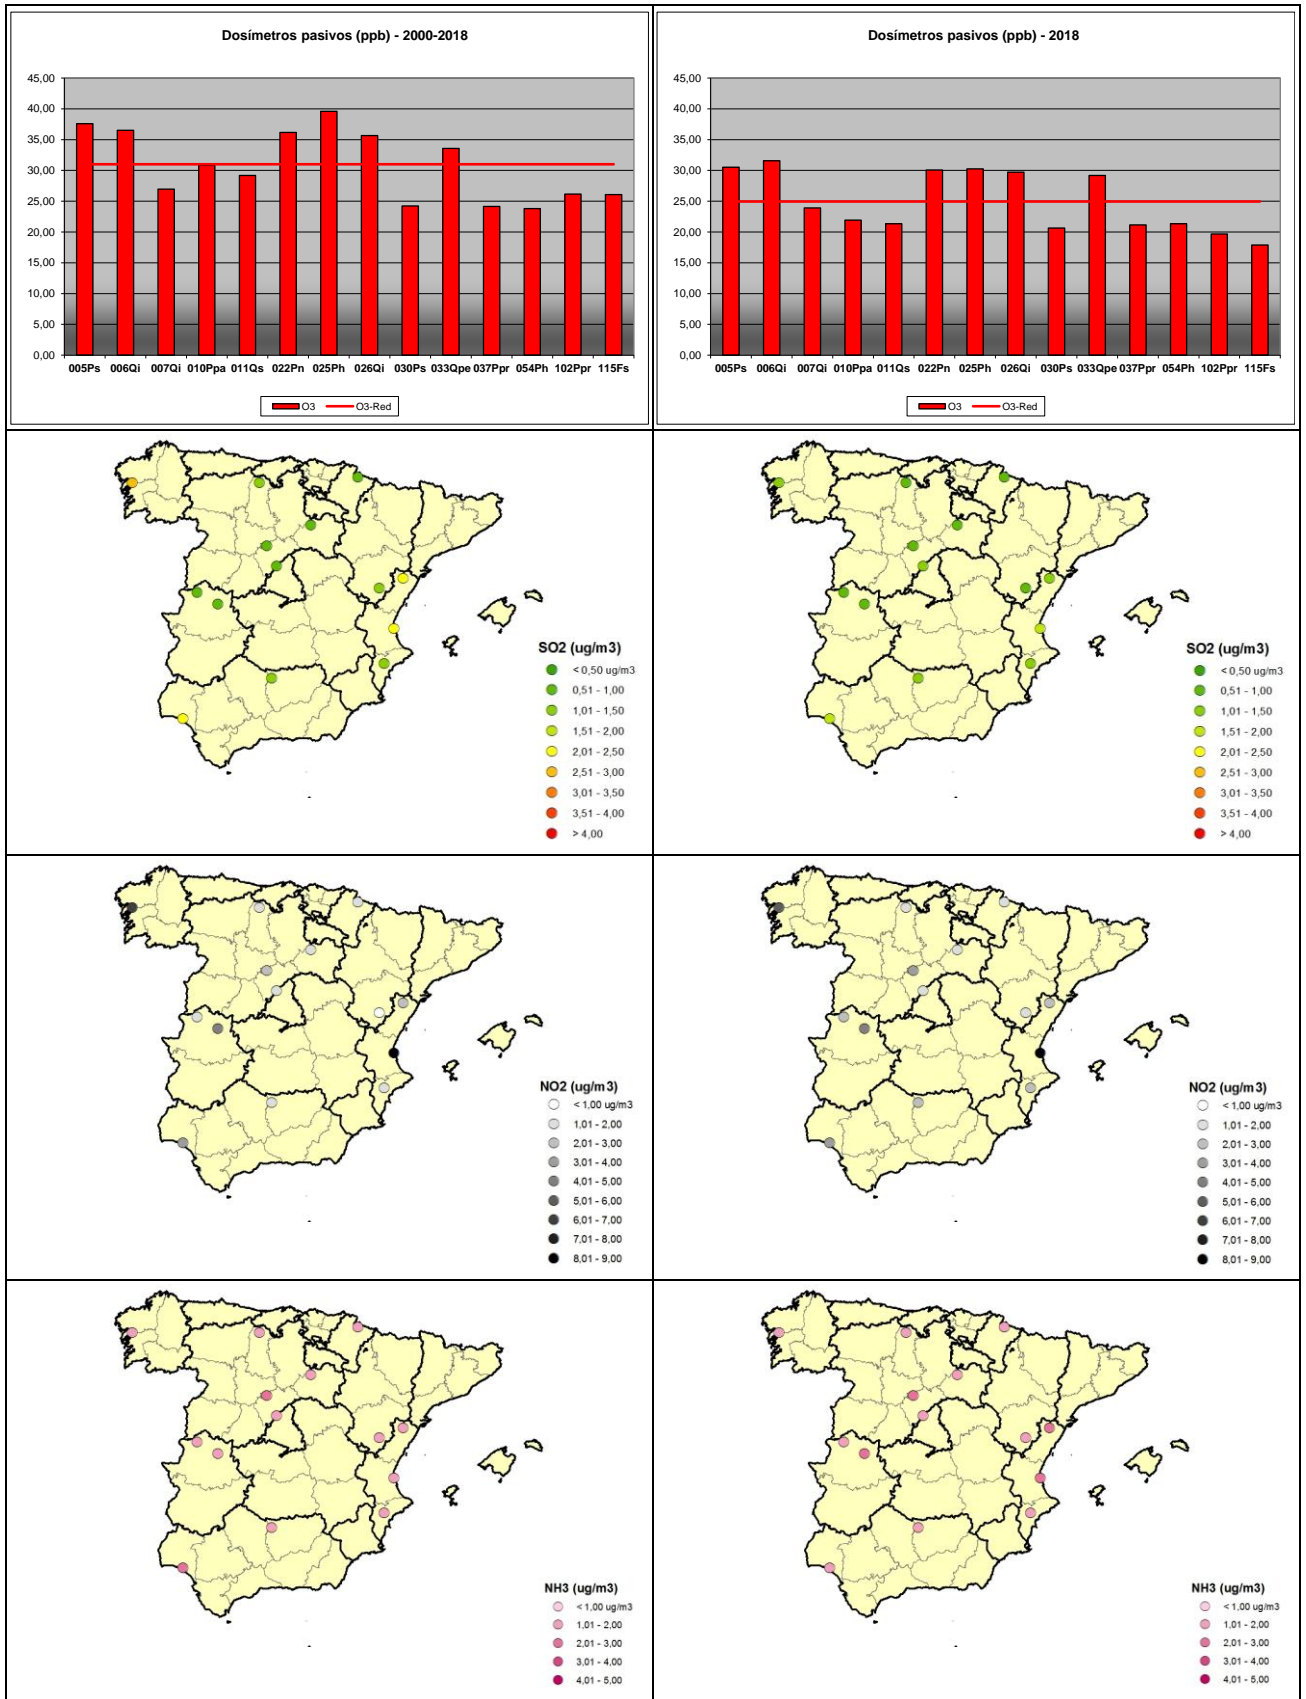 Dosímetros pasivos (ppb) - 2000-2018
45,00
40,00
35,00
30,00
25,00
20,00
15,00
10,00
5,00
0,00
005Ps 006Qi 007Qi 010Ppa 011Qs 022Pn 025Ph 026Qi 030Ps 033Qpe 037Ppr 054Ph 102Ppr 115Fs
O3 O3-Red
Dosímetros pasivos (ppb) - 2018
45,00
40,00
35,00
30,00
25,00
20,00
15,00
10,00
5,00
0,00
005Ps 006Qi 007Qi 010Ppa 011Qs 022Pn 025Ph 026Qi 030Ps 033Qpe 037Ppr 054Ph 102Ppr 115Fs
O3 O3-Red
SO2 (ug/m3)
< 0,50 ug/m3
0,51 - 1,00
1,01 - 1,50
1,51 - 2,00
2,01 - 2,50
2,51 - 3,00
3,01 - 3,50
3,51 - 4,00
> 4,00
SO2 (ug/m3)
< 0,50 ug/m3
0,51 - 1,00
1,01 - 1,50
1,51 - 2,00
2,01 - 2,50
2,51 - 3,00
3,01 - 3,50
3,51 - 4,00
> 4,00
NO2 (ug/m3)
< 1,00 ug/m3
1,01 - 2,00
2,01 - 3,00
3,01 - 4,00
4,01 - 5,00
5,01 - 6,00
6,01 - 7,00
7,01 - 8,00
8,01 - 9,00
NO2 (ug/m3)
< 1,00 ug/m3
1,01 - 2,00
2,01 - 3,00
3,01 - 4,00
4,01 - 5,00
5,01 - 6,00
6,01 - 7,00
7,01 - 8,00
8,01 - 9,00
NH3 (ug/m3)
< 1,00 ug/m3
1,01 - 2,00
2,01 - 3,00
3,01 - 4,00
4,01 - 5,00
NH3 (ug/m3)
< 1,00 ug/m3
1,01 - 2,00
2,01 - 3,00
3,01 - 4,00
4,01 - 5,00